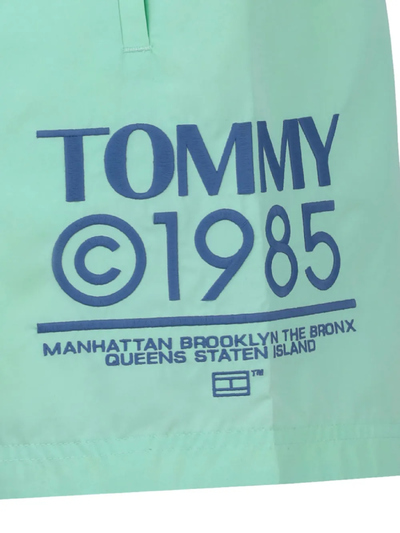 TOMMY
©1985
MANHATTAN BROOKLYN THE BRONX
QUEENS STATEN ISLAND
™